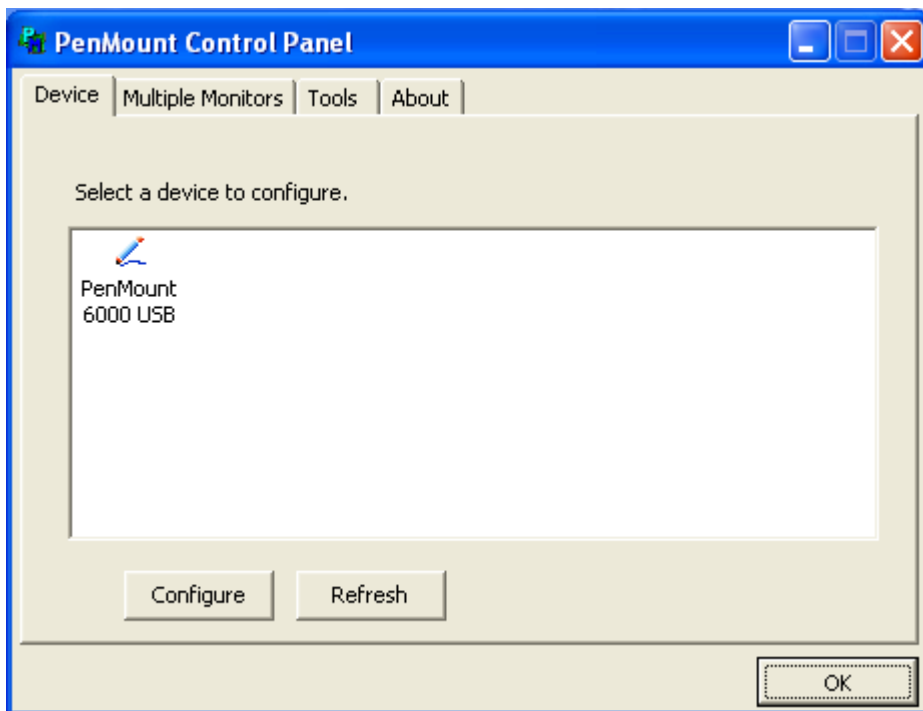 PenMount Control Panel
Device Multiple Monitors Tools About
Select a device to configure.
PenMount
6000 USB
Configure Refresh
OK